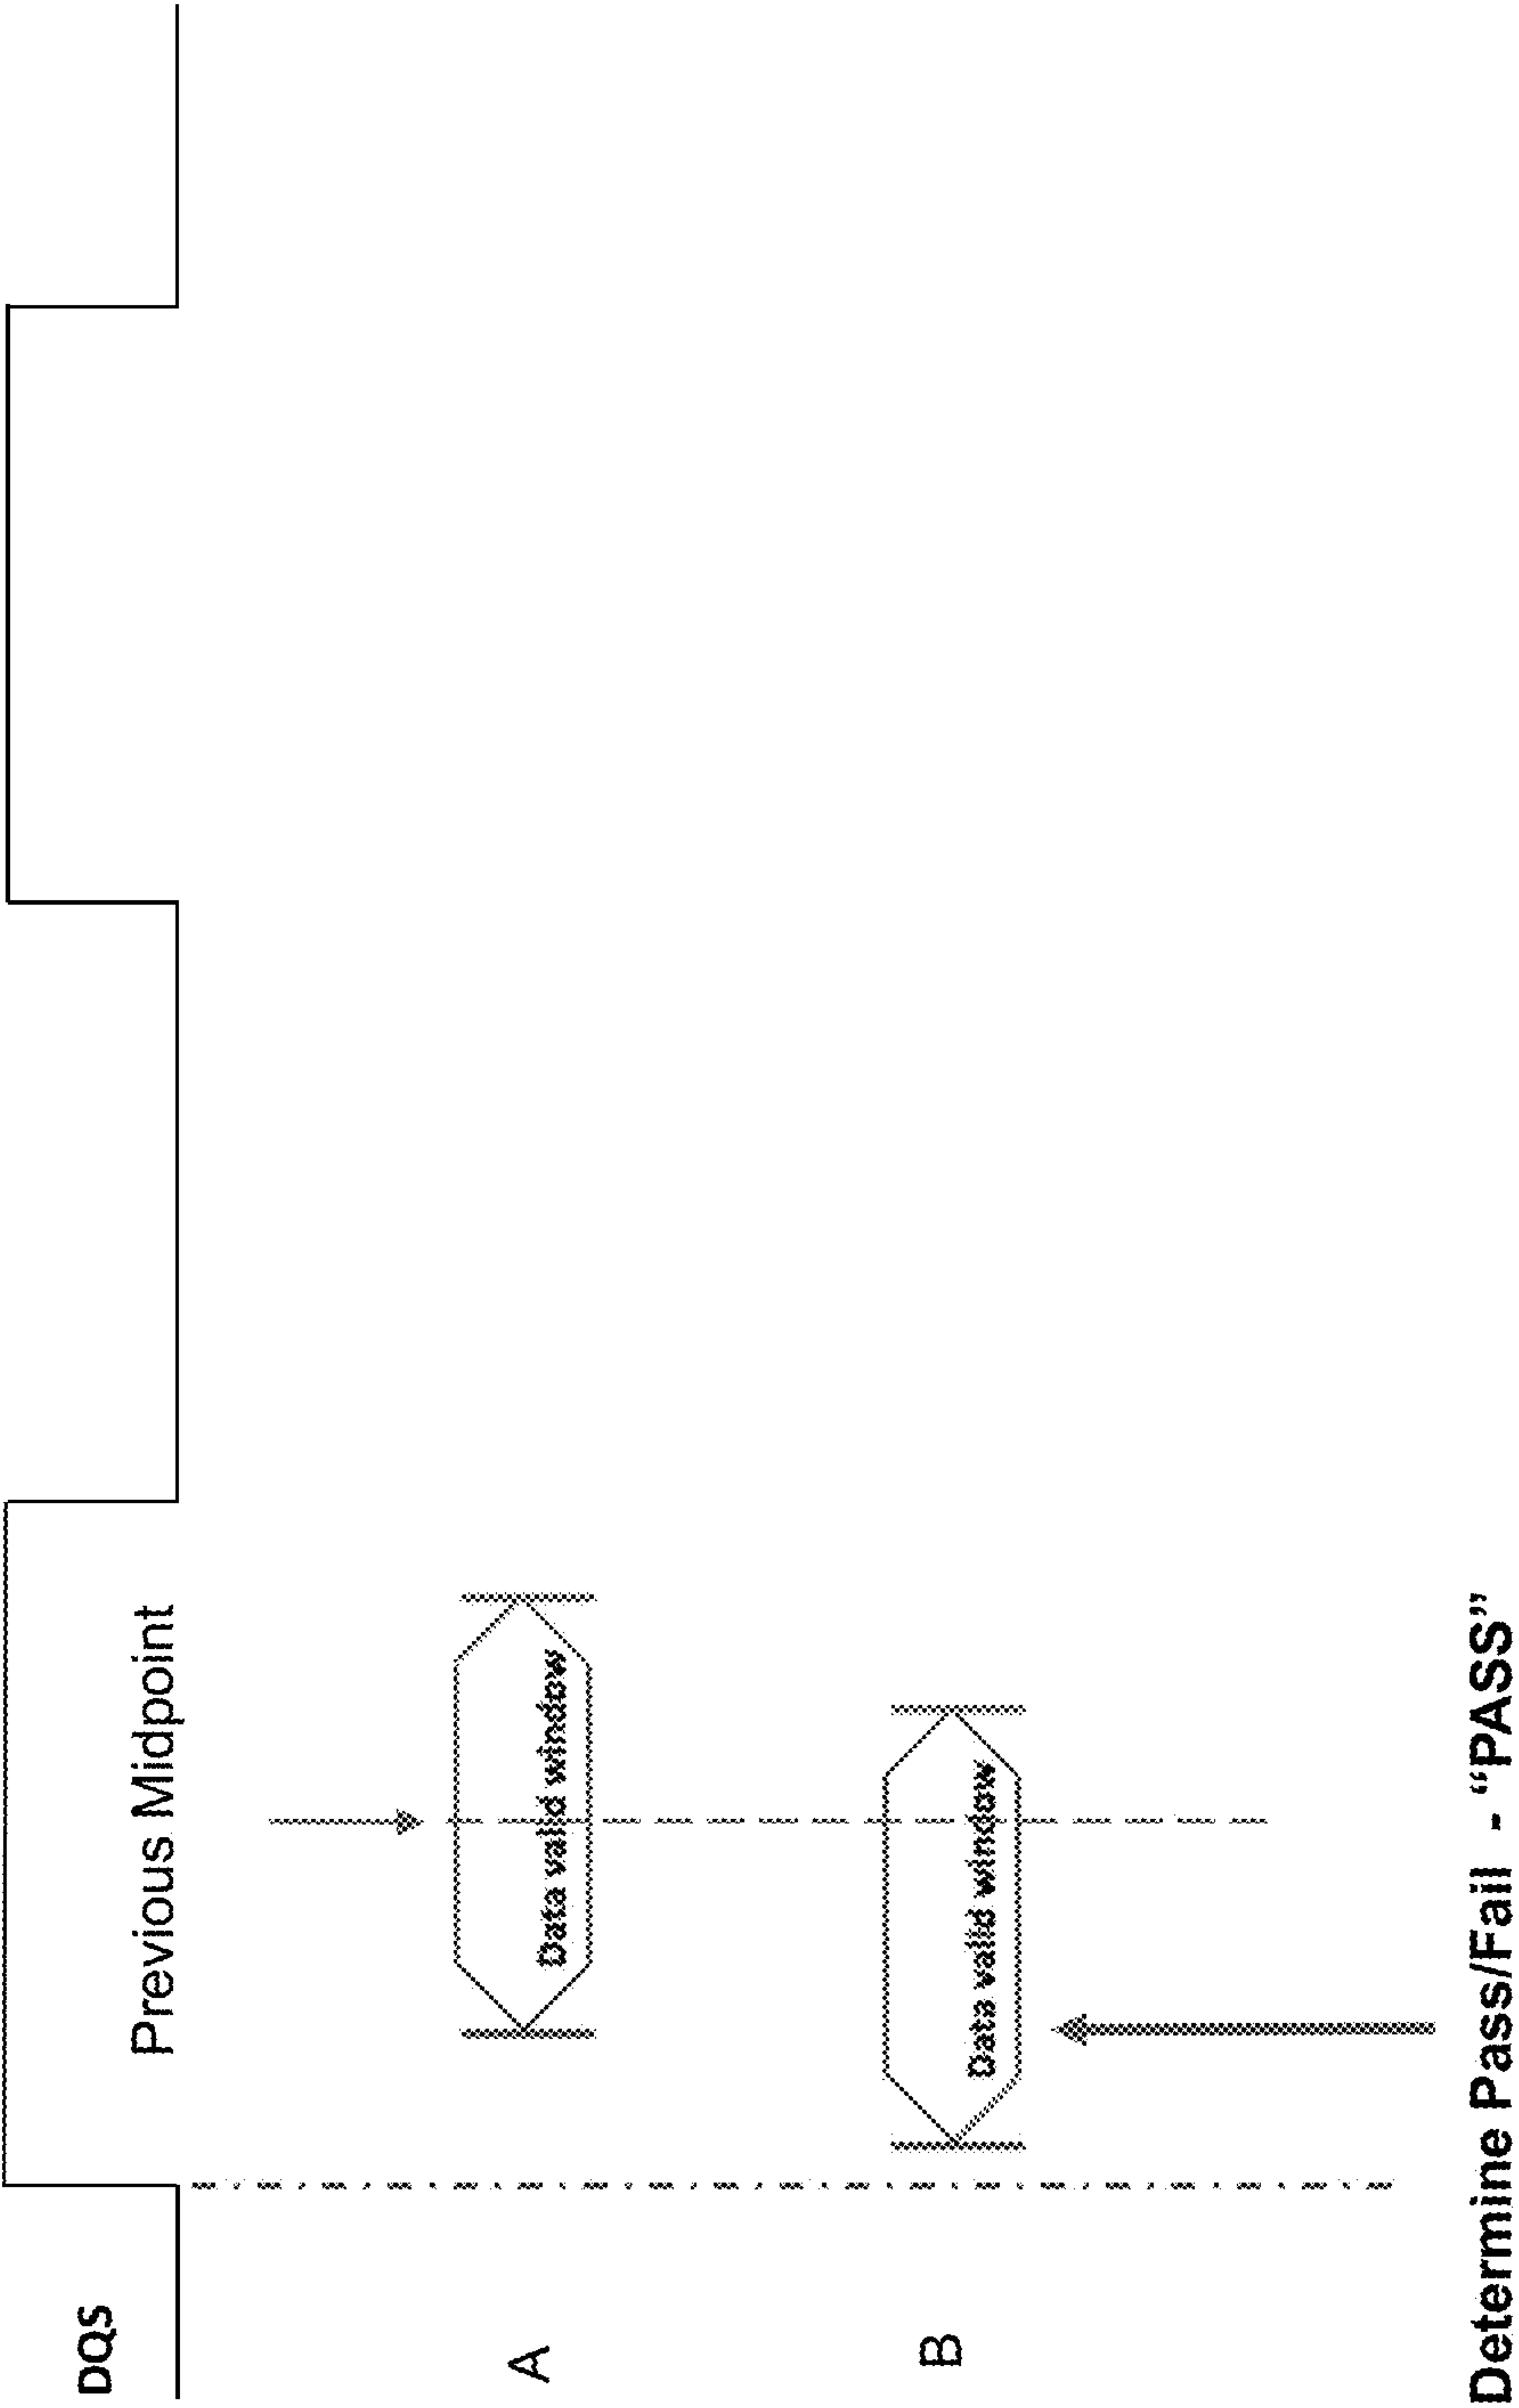 DQS
Previous Midpoint
A
Data valid window
B
Data valid window
Determine Pass/Fail - “PASS”